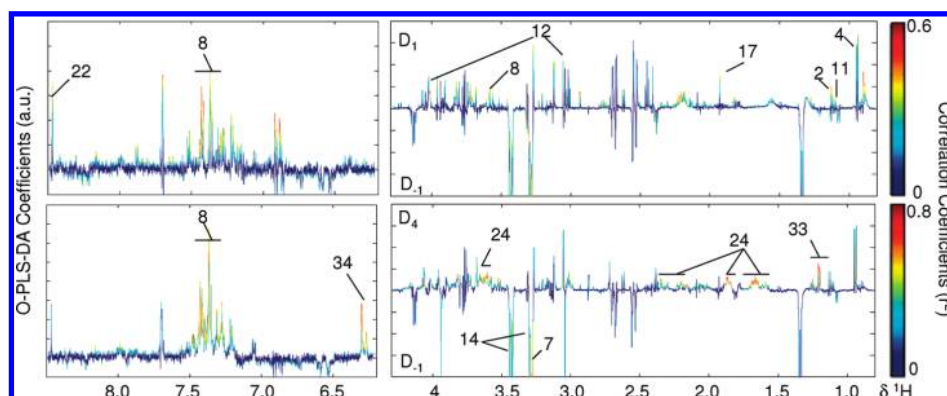 O-PLS-DA Coefficients (a.u.)
22
8
12
8
17
4
2
11
D1
D-1
0.6
0
8
34
24
24
33
14
7
D4
D-1
0.8
0
Correlation Coefficients (r²)
8.0 7.5 7.0 6.5
4 3.5 3.0 2.5 2.0 1.5 1.0 δ ¹H